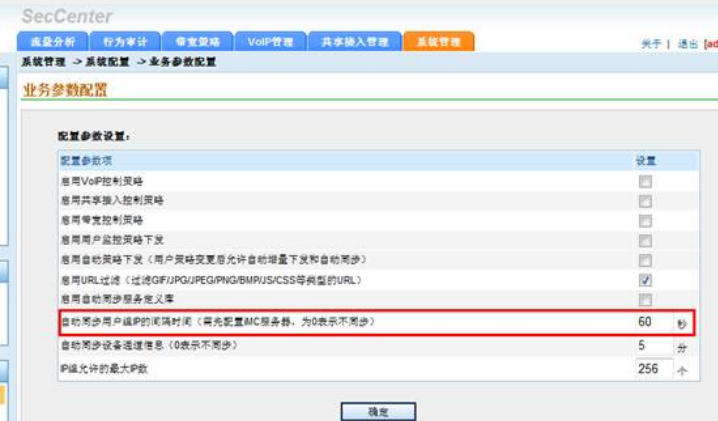 SecCenter
流量分析 行为审计 带宽策略 VoIP管理 共享接入管理 系统管理 关于 | 退出 [ad
系统管理 -> 系统配置 -> 业务参数配置
业务参数配置
配置参数设置:
配置参数项 设置
启用VoIP控制策略
启用共享接入控制策略
启用带宽控制策略
启用用户监控策略下发
启用自动策略下发（用户策略变更后允许自动增量下发和自动同步）
启用URL过滤（过滤GIF/JPG/JPEG/PNG/BMP/JS/CSS等类型的URL）
启用自动同步服务定义库
自动同步用户组IP的间隔时间（需先配置iMC服务器，为0表示不同步） 60 秒
自动同步设备通道信息（0表示不同步） 5 分
IP组允许的最大IP数 256 个
确定